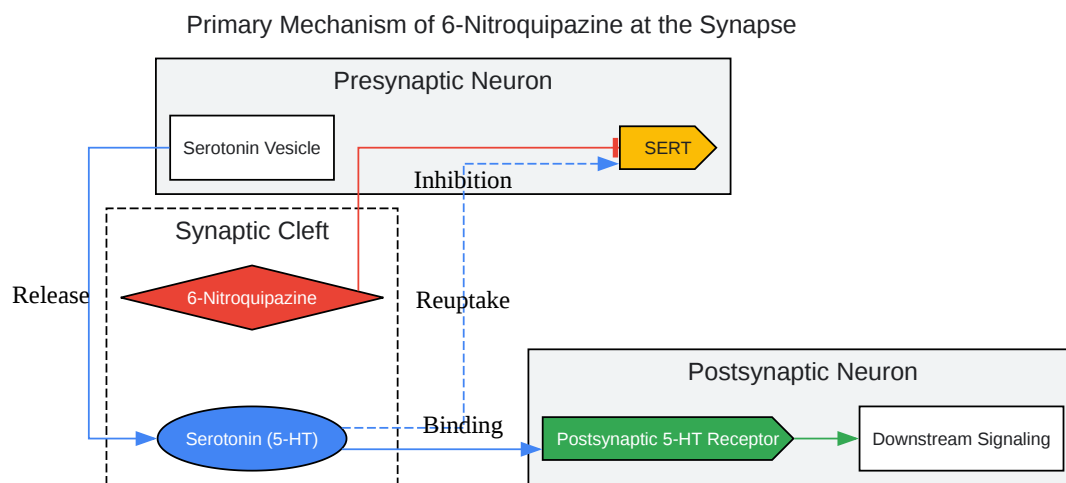 Primary Mechanism of 6-Nitroquipazine at the Synapse
Presynaptic Neuron
Serotonin Vesicle
SERT
Inhibition
Synaptic Cleft
6-Nitroquipazine
Release
Reuptake
Postsynaptic Neuron
Binding
Serotonin (5-HT)
Postsynaptic 5-HT Receptor
Downstream Signaling